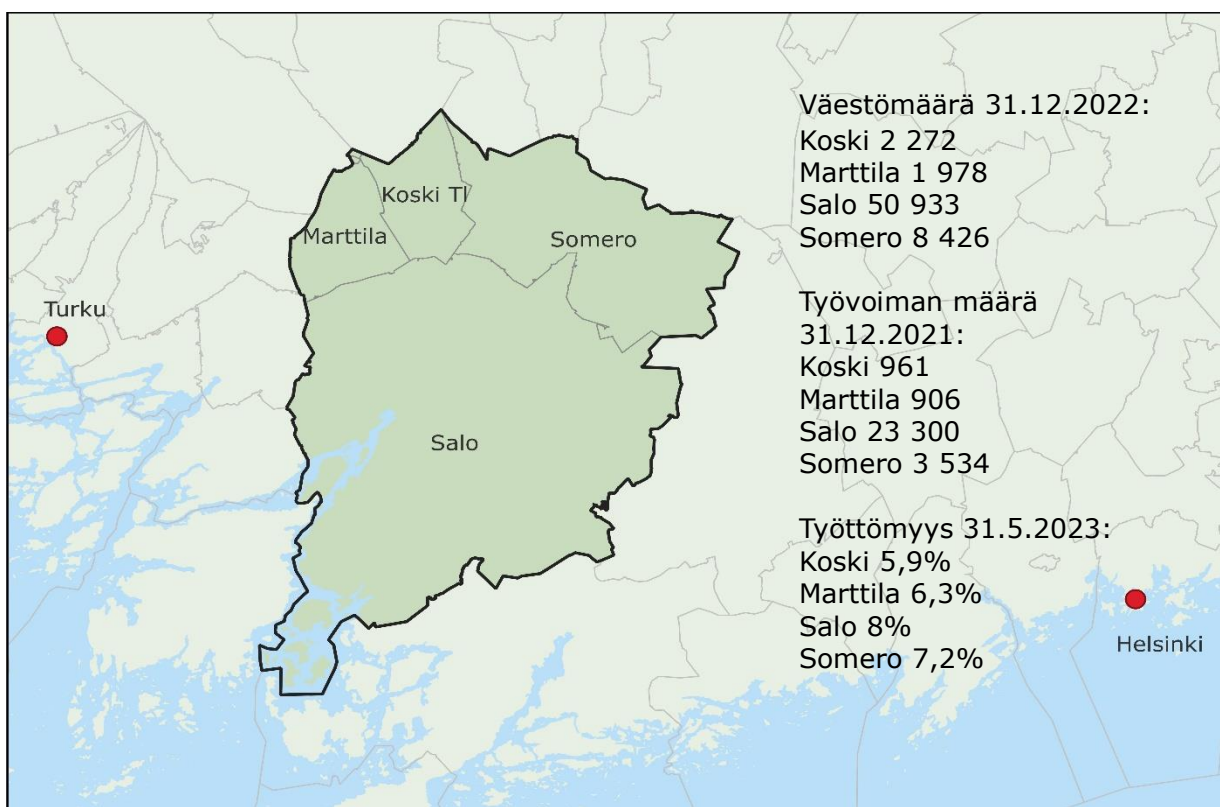 Väestömäärä 31.12.2022:
Koski 2 272
Marttila 1 978
Salo 50 933
Somero 8 426
Työvoiman määrä
31.12.2021:
Koski 961
Marttila 906
Salo 23 300
Somero 3 534
Työttömyys 31.5.2023:
Koski 5,9%
Marttila 6,3%
Salo 8%
Somero 7,2%
Koski Tl
Marttila
Somero
Turku
Salo
Helsinki